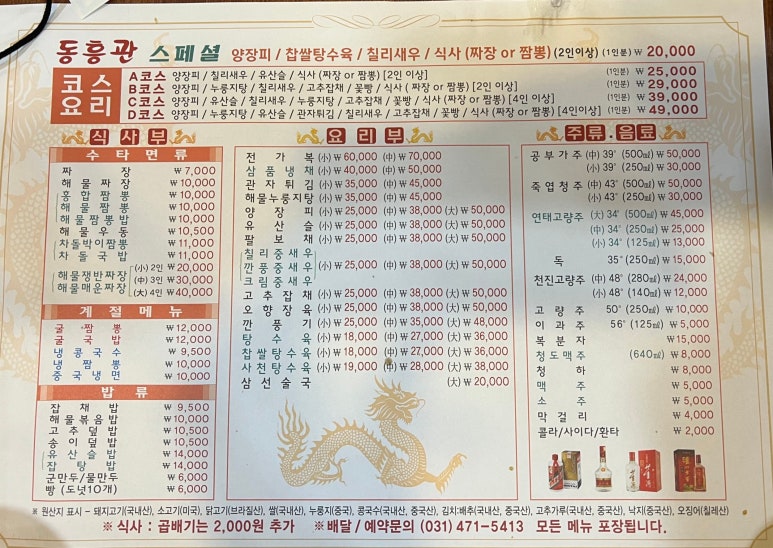 동흥관 스페셜 양장피 / 찹쌀탕수육 / 칠리새우 / 식사 (짜장 or 짬뽕) (2인이상) (1인분) ₩ 20,000
코스요리
A코스 양장피 / 칠리새우 / 유산슬 / 식사 (짜장 or 짬뽕) [2인 이상] (1인분) ₩ 25,000
B코스 양장피 / 누룽지탕 / 칠리새우 / 고추잡채 / 꽃빵 / 식사 (짜장 or 짬뽕) [2인 이상] (1인분) ₩ 29,000
C코스 양장피 / 유산슬 / 칠리새우 / 누룽지탕 / 고추잡채 / 꽃빵 / 식사 (짜장 or 짬뽕) [4인 이상] (1인분) ₩ 39,000
D코스 양장피 / 누룽지탕 / 유산슬 / 관자튀김 / 칠리새우 / 고추잡채 / 꽃빵 / 식사 (짜장 or 짬뽕) [4인이상] (1인분) ₩ 49,000
식사부
수타면류
짜장 ₩ 7,000
해물짜장 ₩ 10,000
홍합짬뽕 ₩ 10,000
해물짬뽕 ₩ 10,000
해물짬뽕밥 ₩ 10,000
해물우동 ₩ 10,500
차돌박이짬뽕 ₩ 11,000
차돌국밥 ₩ 11,000
해물쟁반짜장
해물매운짜장
(小) 2인 ₩ 20,000
(中) 3인 ₩ 30,000
(大) 4인 ₩ 40,000
계절메뉴
굴짬뽕 ₩ 12,000
굴국밥 ₩ 12,000
냉콩국수 ₩ 9,500
냉짬뽕 ₩ 10,000
중국냉면 ₩ 10,000
밥류
잡채밥 ₩ 9,500
해물볶음밥 ₩ 10,000
고추덮밥 ₩ 10,500
송이덮밥 ₩ 10,500
유산슬밥 ₩ 14,000
잡탕밥 ₩ 14,000
군만두/물만두 ₩ 6,000
빵 (도넛10개) ₩ 6,000
요리부
전가복 (小) ₩ 60,000 (中) ₩ 70,000
삼품냉채 (小) ₩ 40,000 (中) ₩ 50,000
관자튀김 (小) ₩ 35,000 (中) ₩ 45,000
해물누룽지탕 (小) ₩ 35,000 (中) ₩ 45,000
양장피 (小) ₩ 25,000 (中) ₩ 38,000 (大) ₩ 50,000
유산슬 (小) ₩ 25,000 (中) ₩ 38,000 (大) ₩ 50,000
팔보채 (小) ₩ 25,000 (中) ₩ 38,000 (大) ₩ 50,000
칠리중새우
깐풍중새우
크림중새우
(小) ₩ 25,000 (中) ₩ 38,000 (大) ₩ 50,000
고추잡채 (小) ₩ 25,000 (中) ₩ 38,000 (大) ₩ 50,000
오향장육 (小) ₩ 25,000 (中) ₩ 38,000 (大) ₩ 50,000
깐풍기 (小) ₩ 25,000 (中) ₩ 35,000 (大) ₩ 48,000
탕수육 (小) ₩ 18,000 (中) ₩ 27,000 (大) ₩ 36,000
찹쌀탕수육 (小) ₩ 18,000 (中) ₩ 27,000 (大) ₩ 36,000
사천탕수육 (小) ₩ 19,000 (中) ₩ 28,000 (大) ₩ 38,000
삼선술국 (大) ₩ 20,000
주류.음료
공부가주 (中) 39˚ (500㎖) ₩ 50,000
(小) 39˚ (250㎖) ₩ 30,000
죽엽청주 (中) 43˚ (500㎖) ₩ 50,000
(小) 43˚ (250㎖) ₩ 30,000
연태고량주 (大) 34˚ (500㎖) ₩ 45,000
(中) 34˚ (250㎖) ₩ 25,000
(小) 34˚ (125㎖) ₩ 13,000
독 35˚ (250㎖) ₩ 15,000
천진고량주 (中) 48˚ (280㎖) ₩ 24,000
(小) 48˚ (140㎖) ₩ 12,000
고량주 50˚ (250㎖) ₩ 10,000
이과주 56˚ (125㎖) ₩ 5,000
복분자 ₩ 15,000
청도맥주 (640㎖) ₩ 8,000
청하 ₩ 8,000
맥주 ₩ 5,000
소주 ₩ 5,000
막걸리 ₩ 4,000
콜라/사이다/환타 ₩ 2,000
※ 원산지 표시 - 돼지고기(국내산), 소고기(미국), 닭고기(브라질산), 쌀(국내산), 누룽지(중국), 콩국수(국내산, 중국산), 김치:배추(국내산, 중국산), 고추가루(국내산, 중국산), 낙지(중국산), 오징어(칠레산)
※ 식사 : 곱배기는 2,000원 추가 ※ 배달 / 예약문의 (031) 471-5413 모든 메뉴 포장됩니다.